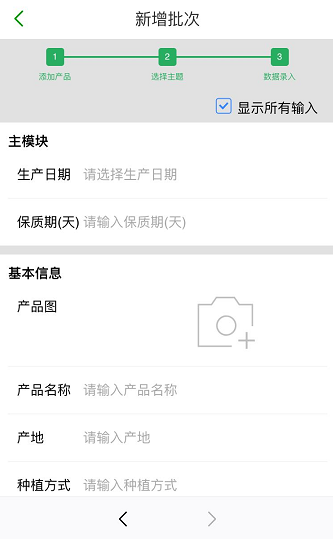 新增批次
1 2 3
添加产品 选择主题 数据录入
显示所有输入
主模块
生产日期 请选择生产日期
保质期(天) 请输入保质期(天)
基本信息
产品图
产品名称 请输入产品名称
产地 请输入产地
种植方式 请输入种植方式